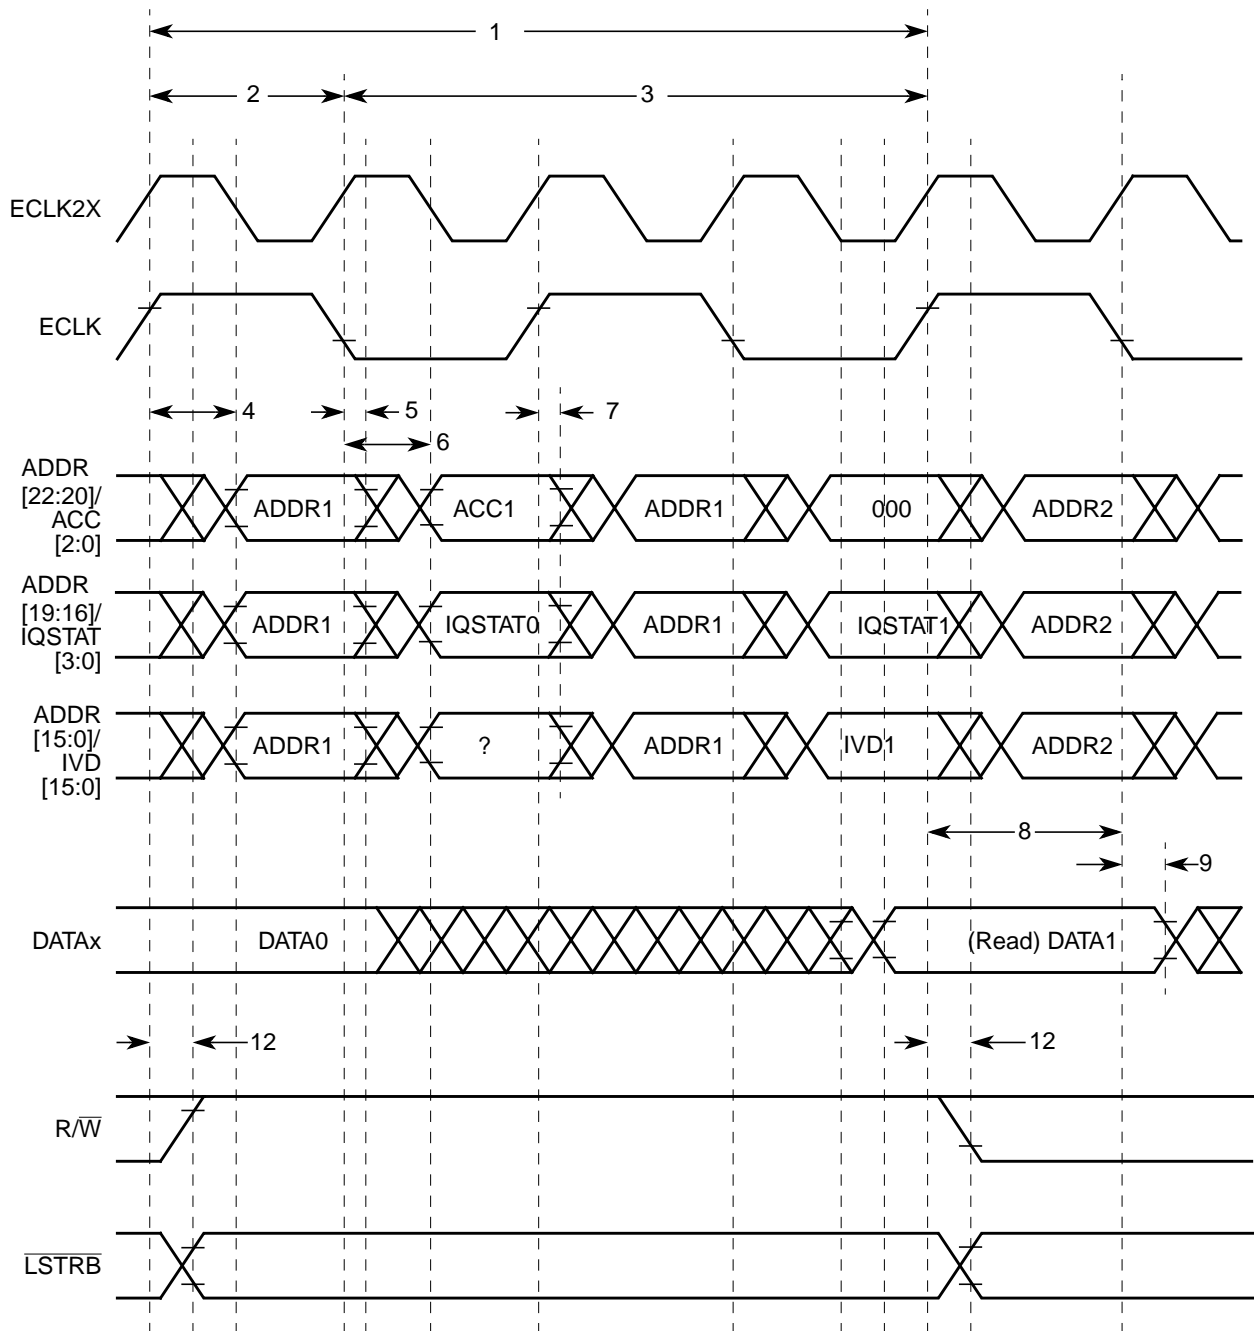 1
2
3
ECLK2X
ECLK
4
5
7
6
ADDR
[22:20]/
ACC
[2:0]
ADDR1
ACC1
ADDR1
000
ADDR2
ADDR
[19:16]/
IQSTAT
[3:0]
ADDR1
IQSTAT0
ADDR1
IQSTAT1
ADDR2
ADDR
[15:0]/
IVD
[15:0]
ADDR1
?
ADDR1
IVD1
ADDR2
8
9
DATAx
DATA0
(Read) DATA1
12
12
R/W̅
L̅S̅T̅R̅B̅